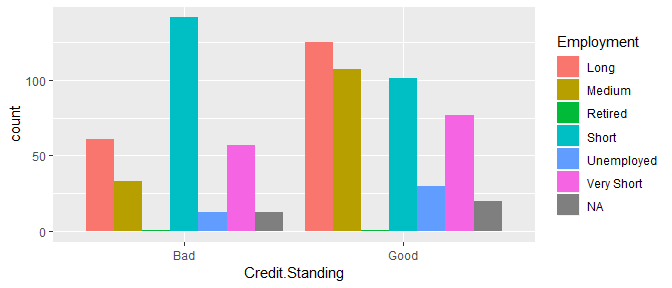 count
100
50
0
Bad
Good
Credit.Standing
Employment
Long
Medium
Retired
Short
Unemployed
Very Short
NA